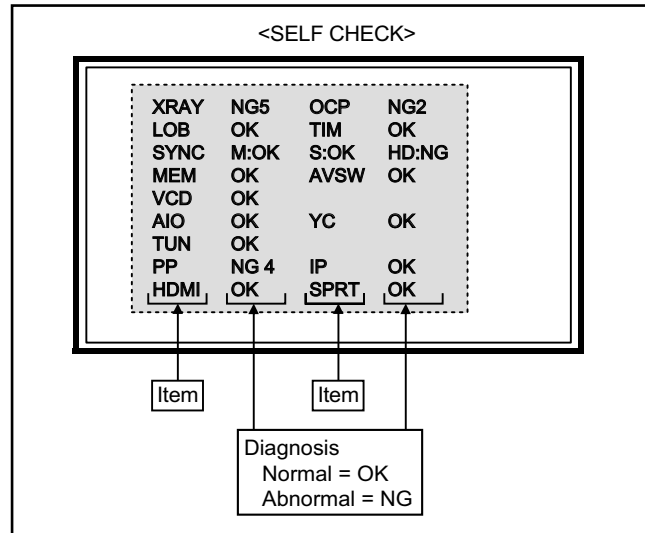 <SELF CHECK>
XRAY NG5 OCP NG2
LOB OK TIM OK
SYNC M:OK S:OK HD:NG
MEM OK AVSW OK
VCD OK
AIO OK YC OK
TUN OK
PP NG 4 IP OK
HDMI OK SPRT OK
Item Item
Diagnosis
Normal = OK
Abnormal = NG